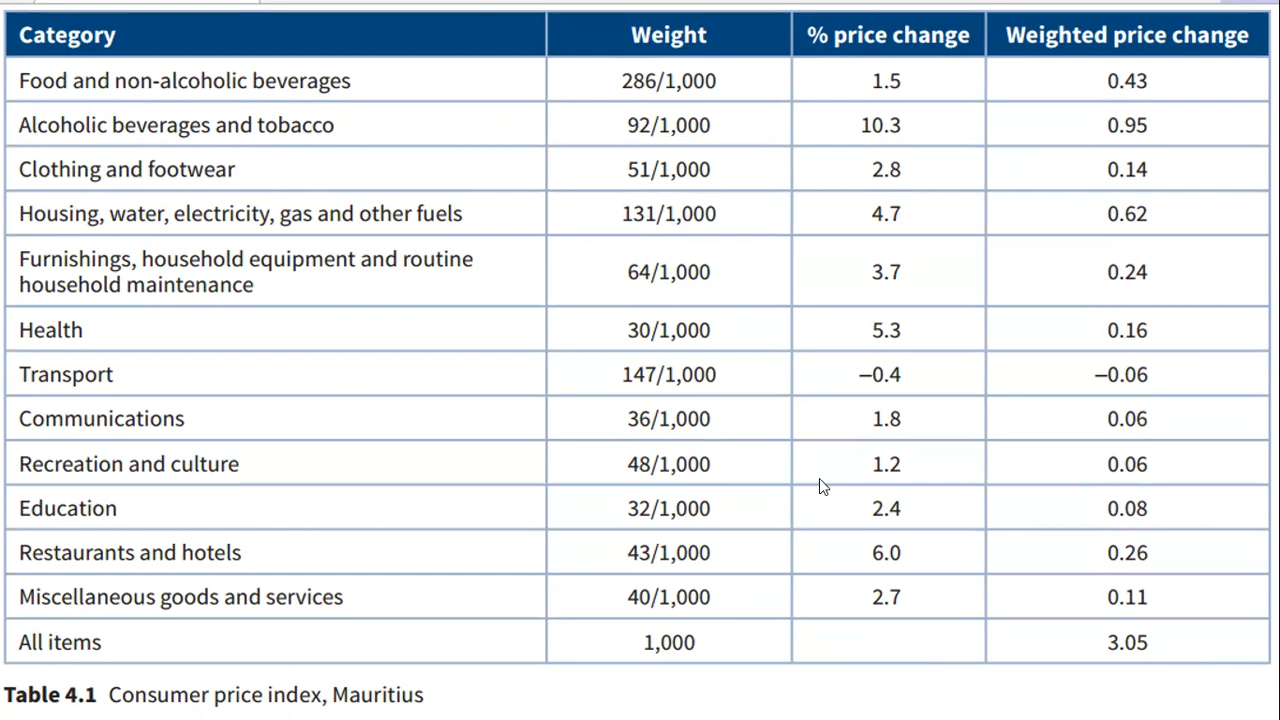 Category Weight % price change Weighted price change
Food and non-alcoholic beverages 286/1,000 1.5 0.43
Alcoholic beverages and tobacco 92/1,000 10.3 0.95
Clothing and footwear 51/1,000 2.8 0.14
Housing, water, electricity, gas and other fuels 131/1,000 4.7 0.62
Furnishings, household equipment and routine
household maintenance 64/1,000 3.7 0.24
Health 30/1,000 5.3 0.16
Transport 147/1,000 –0.4 –0.06
Communications 36/1,000 1.8 0.06
Recreation and culture 48/1,000 1.2 0.06
Education 32/1,000 2.4 0.08
Restaurants and hotels 43/1,000 6.0 0.26
Miscellaneous goods and services 40/1,000 2.7 0.11
All items 1,000 3.05
Table 4.1 Consumer price index, Mauritius